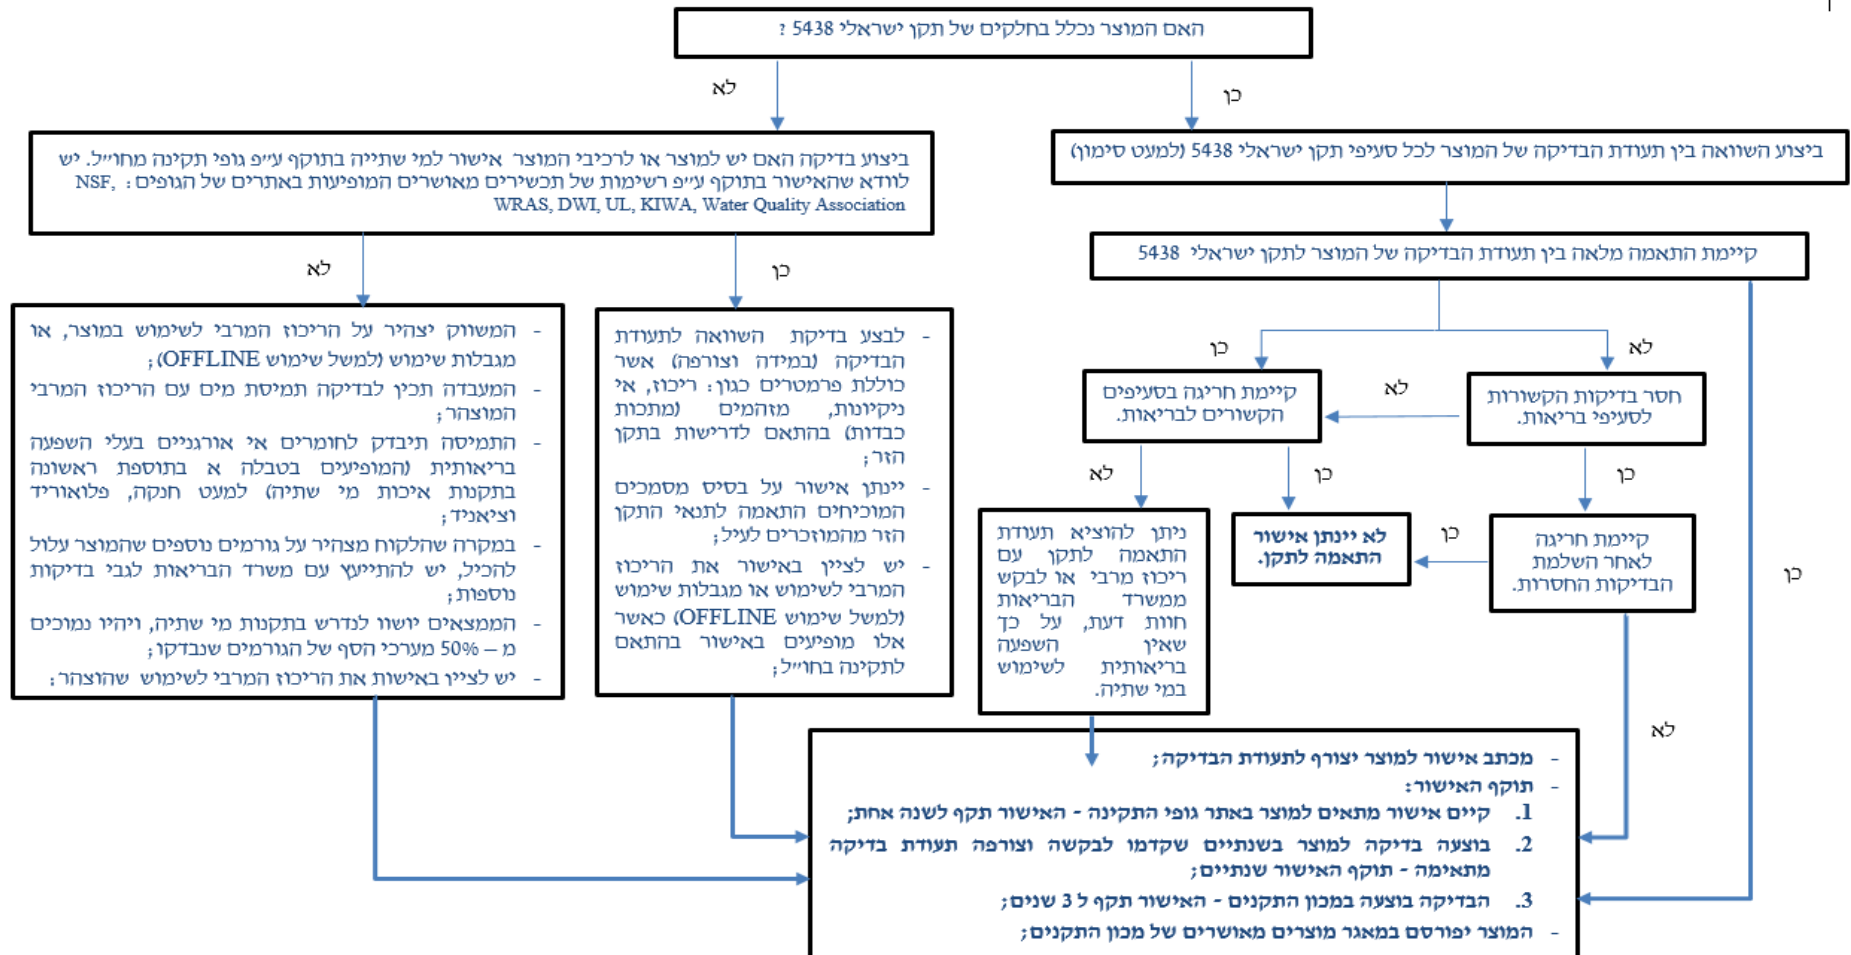 האם המוצר נכלל בחלקים של תקן ישראלי 5438 ?
כן
לא
ביצוע השוואה בין תעודת הבדיקה של המוצר לכל סעיפי תקן ישראלי 5438 (למעט סימון)
ביצוע בדיקה האם יש למוצר או לרכיבי המוצר אישור למי שתייה בתוקף ע״פ גופי תקינה מחו״ל. יש
לוודא שהאישור בתוקף ע״פ רשימות של תכשירים מאושרים המופיעות באתרים של הגופים : NSF,
WRAS, DWI, UL, KIWA, Water Quality Association
קיימת התאמה מלאה בין תעודת הבדיקה של המוצר לתקן ישראלי 5438
כן
לא
לא
כן
חסר בדיקות הקשורות
לסעיפי בריאות.
לא
קיימת חריגה בסעיפים
הקשורים לבריאות.
כן
כן
לא
קיימת חריגה
לאחר השלמת
הבדיקות החסרות.
כן
לא יינתן אישור
התאמה לתקן.
ניתן להוציא תעודת
התאמה לתקן עם
ריכוז מרבי או לבקש
ממשרד הבריאות
חוות דעת, על כך
שאין השפעה
בריאותית לשימוש
במי שתיה.
כן
לא
- לבצע בדיקת השוואה לתעודת
הבדיקה (במידה וצורפה) אשר
כוללת פרמטרים כגון : ריכוז, אי
ניקיונות, מזהמים (מתכות
כבדות) בהתאם לדרישות בתקן
הזר ;
- יינתן אישור על בסיס מסמכים
המוכיחים התאמה לתנאי התקן
הזר מהמוזכרים לעיל;
- יש לציין באישור את הריכוז
המרבי לשימוש או מגבלות שימוש
(למשל שימוש OFFLINE) כאשר
אלו מופיעים באישור בהתאם
לתקינה בחו״ל;
- המשווק יצהיר על הריכוז המרבי לשימוש במוצר, או
מגבלות שימוש (למשל שימוש OFFLINE);
- המעבדה תכין לבדיקה תמיסת מים עם הריכוז המרבי
המוצהר;
- התמיסה תיבדק לחומרים אי אורגניים בעלי השפעה
בריאותית (המופיעים בטבלה א בתוספת ראשונה
בתקנות איכות מי שתיה) למעט חנקה, פלואוריד
וציאניד;
- במקרה שהלקוח מצהיר על גורמים נוספים שהמוצר עלול
להכיל, יש להתייעץ עם משרד הבריאות לגבי בדיקות
נוספות;
- הממצאים יושוו לנדרש בתקנות מי שתיה, ויהיו נמוכים
מ – 50% מערכי הסף של הגורמים שנבדקו;
- יש לציין באישות את הריכוז המרבי לשימוש שהוצהר;
- מכתב אישור למוצר יצורף לתעודת הבדיקה;
- תוקף האישור:
1. קיים אישור מתאים למוצר באתר גופי התקינה - האישור תקף לשנה אחת;
2. בוצעה בדיקה למוצר בשנתיים שקדמו לבקשה וצורפה תעודת בדיקה
מתאימה - תוקף האישור שנתיים;
3. הבדיקה בוצעה במכון התקנים - האישור תקף ל 3 שנים;
- המוצר יפורסם במאגר מוצרים מאושרים של מכון התקנים;
לא